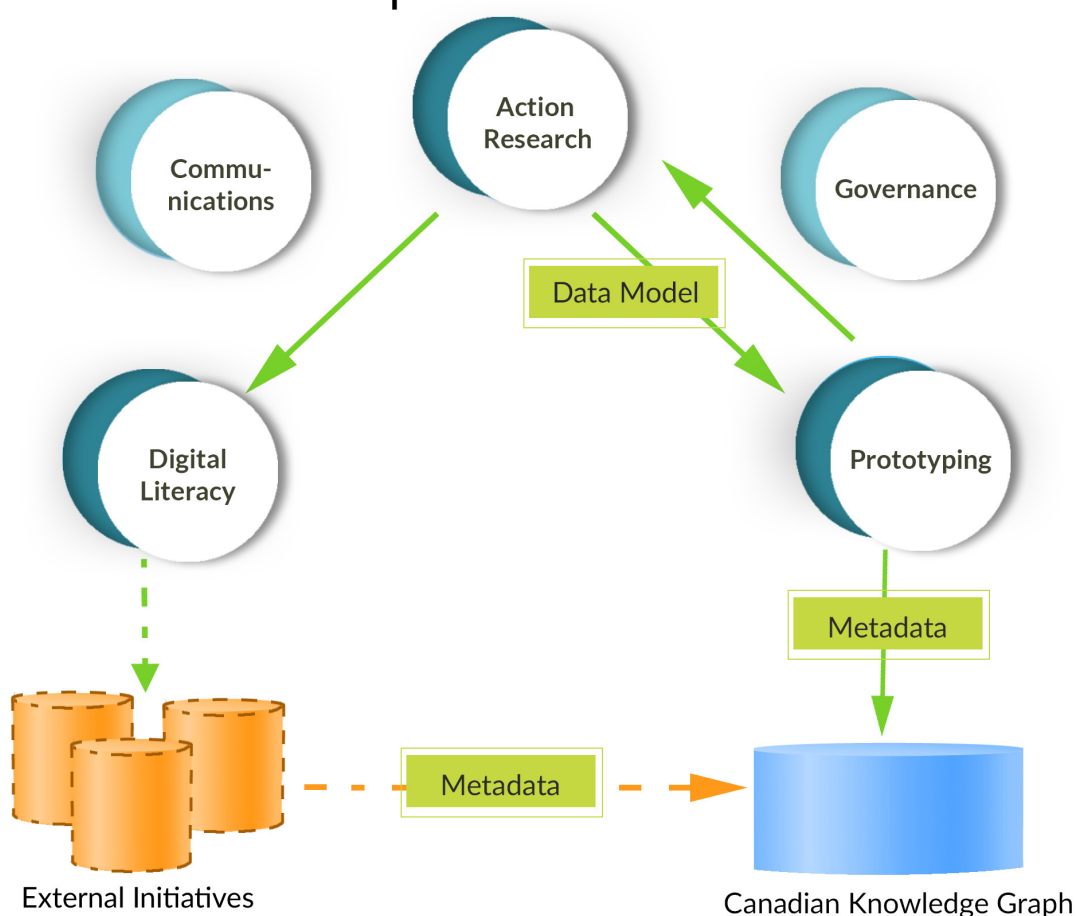 Action
Research
Commu-
nications
Governance
Data Model
Digital
Literacy
Prototyping
Metadata
Metadata
External Initiatives
Canadian Knowledge Graph